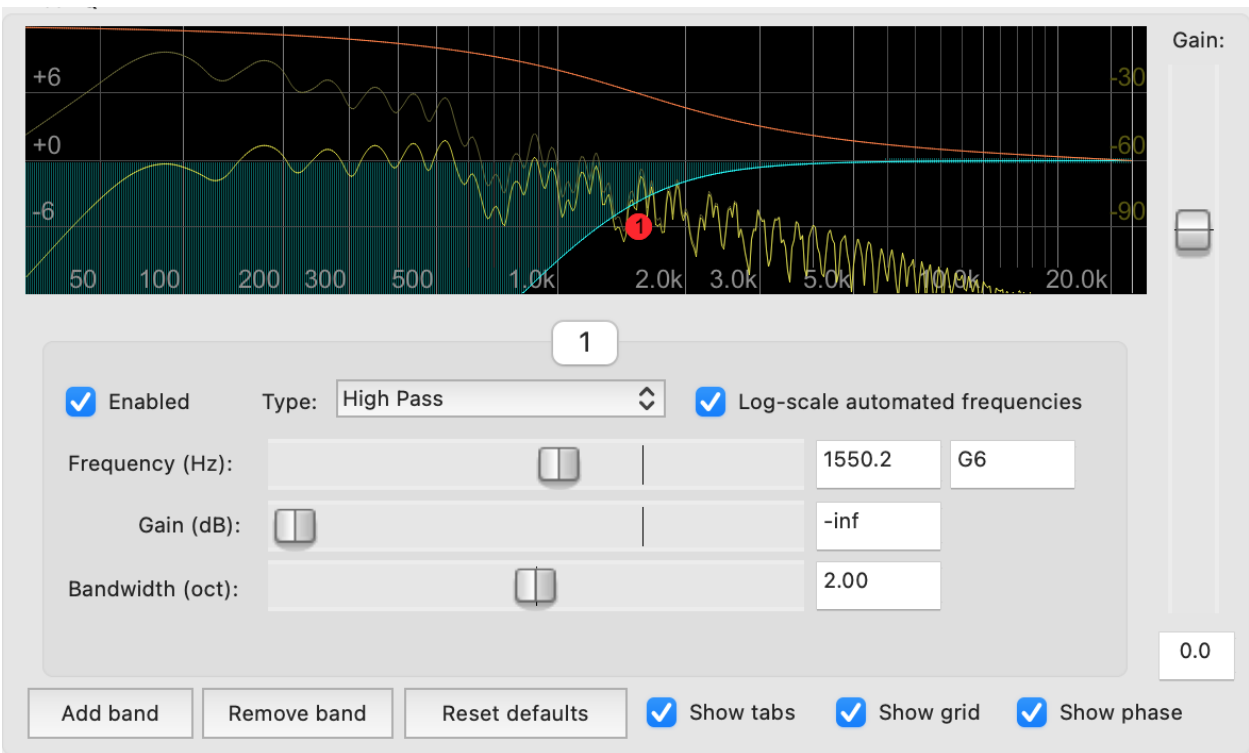 Gain:
+6 -30
+0 -60
-6 -90
1
50 100 200 300 500 1.0k 2.0k 3.0k 5.0k 10.0k 20.0k
1
Enabled Type: High Pass Log-scale automated frequencies
Frequency (Hz): 1550.2 G6
Gain (dB): -inf
Bandwidth (oct): 2.00
0.0
Add band Remove band Reset defaults Show tabs Show grid Show phase